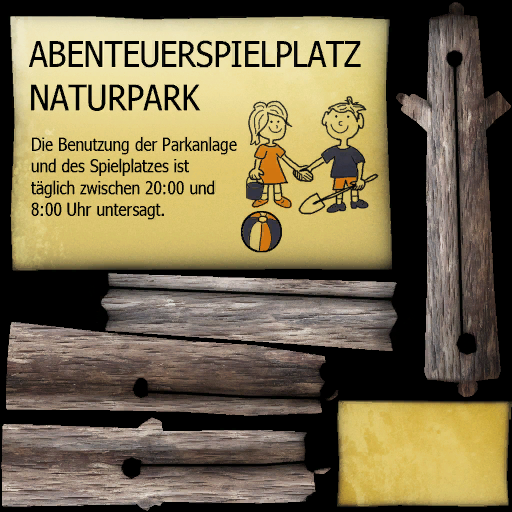 ABENTEUERSPIELPLATZ
NATURPARK
Die Benutzung der Parkanlage
und des Spielplatzes ist
täglich zwischen 20:00 und
8:00 Uhr untersagt.